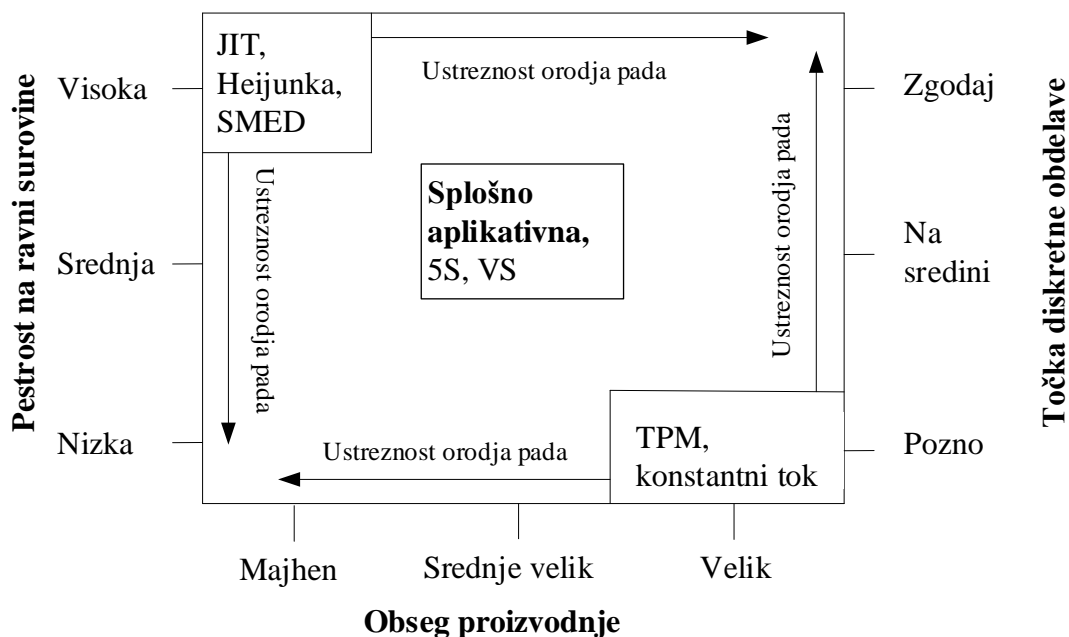 JIT,
Heijunka,
SMED
Ustreznost orodja pada
Ustreznost orodja pada
Ustreznost orodja pada
Ustreznost orodja pada
Splošno
aplikativna,
5S, VS
TPM,
konstantni tok
Pestrost na ravni surovine
Visoka
Srednja
Nizka
Točka diskretne obdelave
Zgodaj
Na
sredini
Pozno
Majhen
Srednje velik
Velik
Obseg proizvodnje